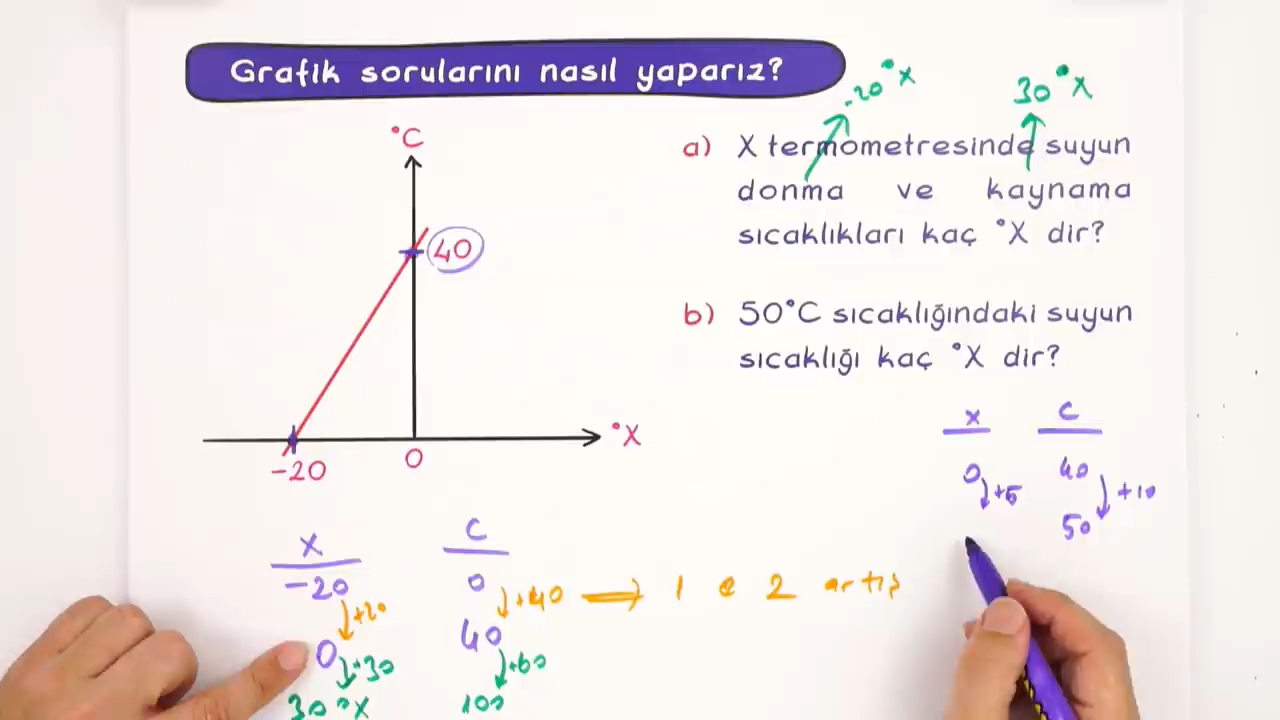 Grafik sorularını nasıl yaparız?
-20°X
30°X
°C
40
-20
0
°X
a) X termometresinde suyun
donma ve kaynama
sıcaklıkları kaç °X dir?
b) 50°C sıcaklığındaki suyun
sıcaklığı kaç °X dir?
X C
0 40
+5 +10
50
X C
-20 0
+20 +40 ⟹ 1 e 2 artış
0 40
+30 +60
30°X 100